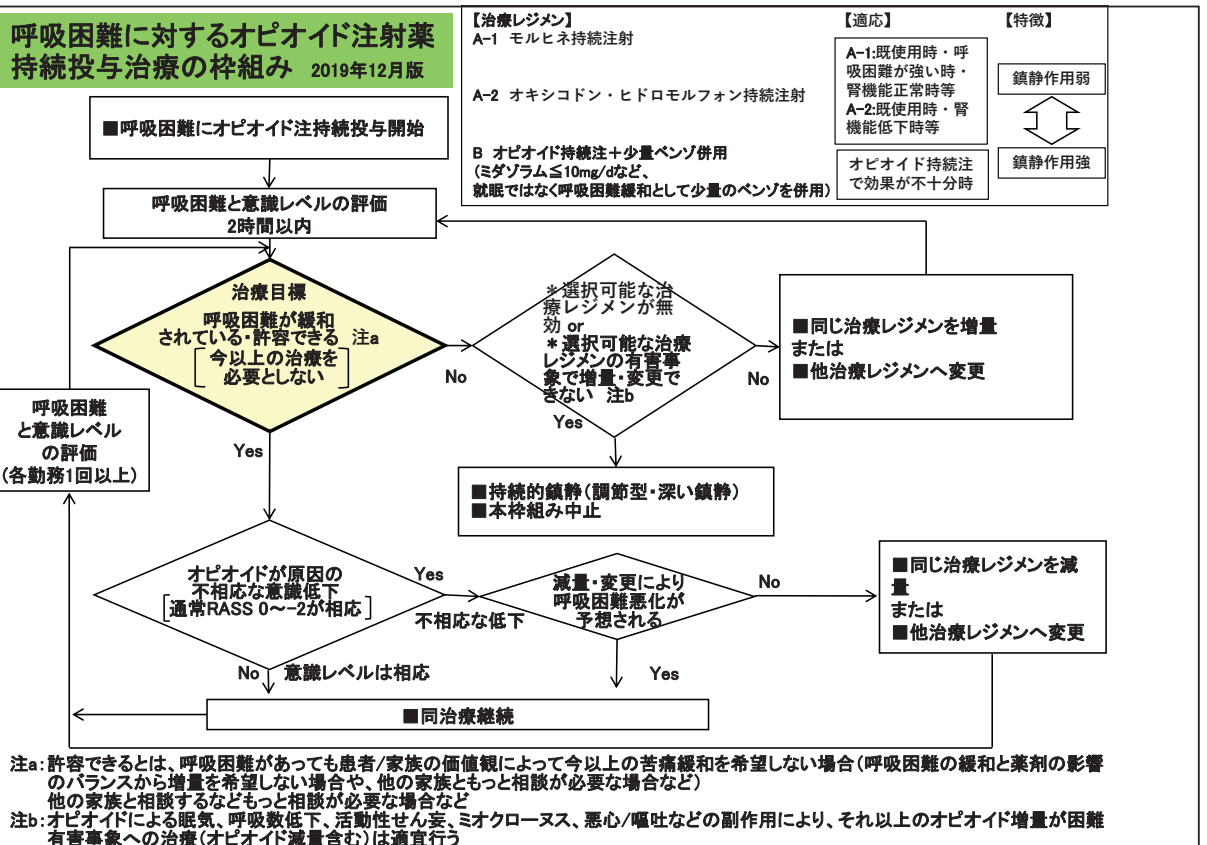 呼吸困難に対するオピオイド注射薬
持続投与治療の枠組み 2019年12月版
【治療レジメン】
A-1 モルヒネ持続注射
A-2 オキシコドン・ヒドロモルフォン持続注射
B オピオイド持続注＋少量ベンゾ併用
(ミダゾラム≦10mg/dなど、
就眠ではなく呼吸困難緩和として少量のベンゾを併用)
【適応】
A-1:既使用時・呼
吸困難が強い時・
腎機能正常時等
A-2:既使用時・腎
機能低下時等
オピオイド持続注
で効果が不十分時
【特徴】
鎮静作用弱
鎮静作用強
■呼吸困難にオピオイド注持続投与開始
呼吸困難と意識レベルの評価
2時間以内
治療目標
呼吸困難が緩和
されている・許容できる 注a
今以上の治療を
必要としない
No
Yes
＊選択可能な治
療レジメンが無
効 or
＊選択可能な治療
レジメンの有害事
象で増量・変更で
きない 注b
No
Yes
■同じ治療レジメンを増量
または
■他治療レジメンへ変更
呼吸困難
と意識レベル
の評価
(各勤務1回以上)
■持続的鎮静(調節型・深い鎮静)
■本枠組み中止
オピオイドが原因の
不相応な意識低下
[通常RASS 0～-2が相応]
Yes
不相応な低下
No 意識レベルは相応
減量・変更により
呼吸困難悪化が
予想される
No
Yes
■同じ治療レジメンを減
量
または
■他治療レジメンへ変更
■同治療継続
注a:許容できるとは、呼吸困難があっても患者/家族の価値観によって今以上の苦痛緩和を希望しない場合(呼吸困難の緩和と薬剤の影響
のバランスから増量を希望しない場合や、他の家族ともっと相談が必要な場合など)
他の家族と相談するなどもっと相談が必要な場合など
注b:オピオイドによる眠気、呼吸数低下、活動性せん妄、ミオクローヌス、悪心/嘔吐などの副作用により、それ以上のオピオイド増量が困難
有害事象への治療(オピオイド減量含む)は適宜行う